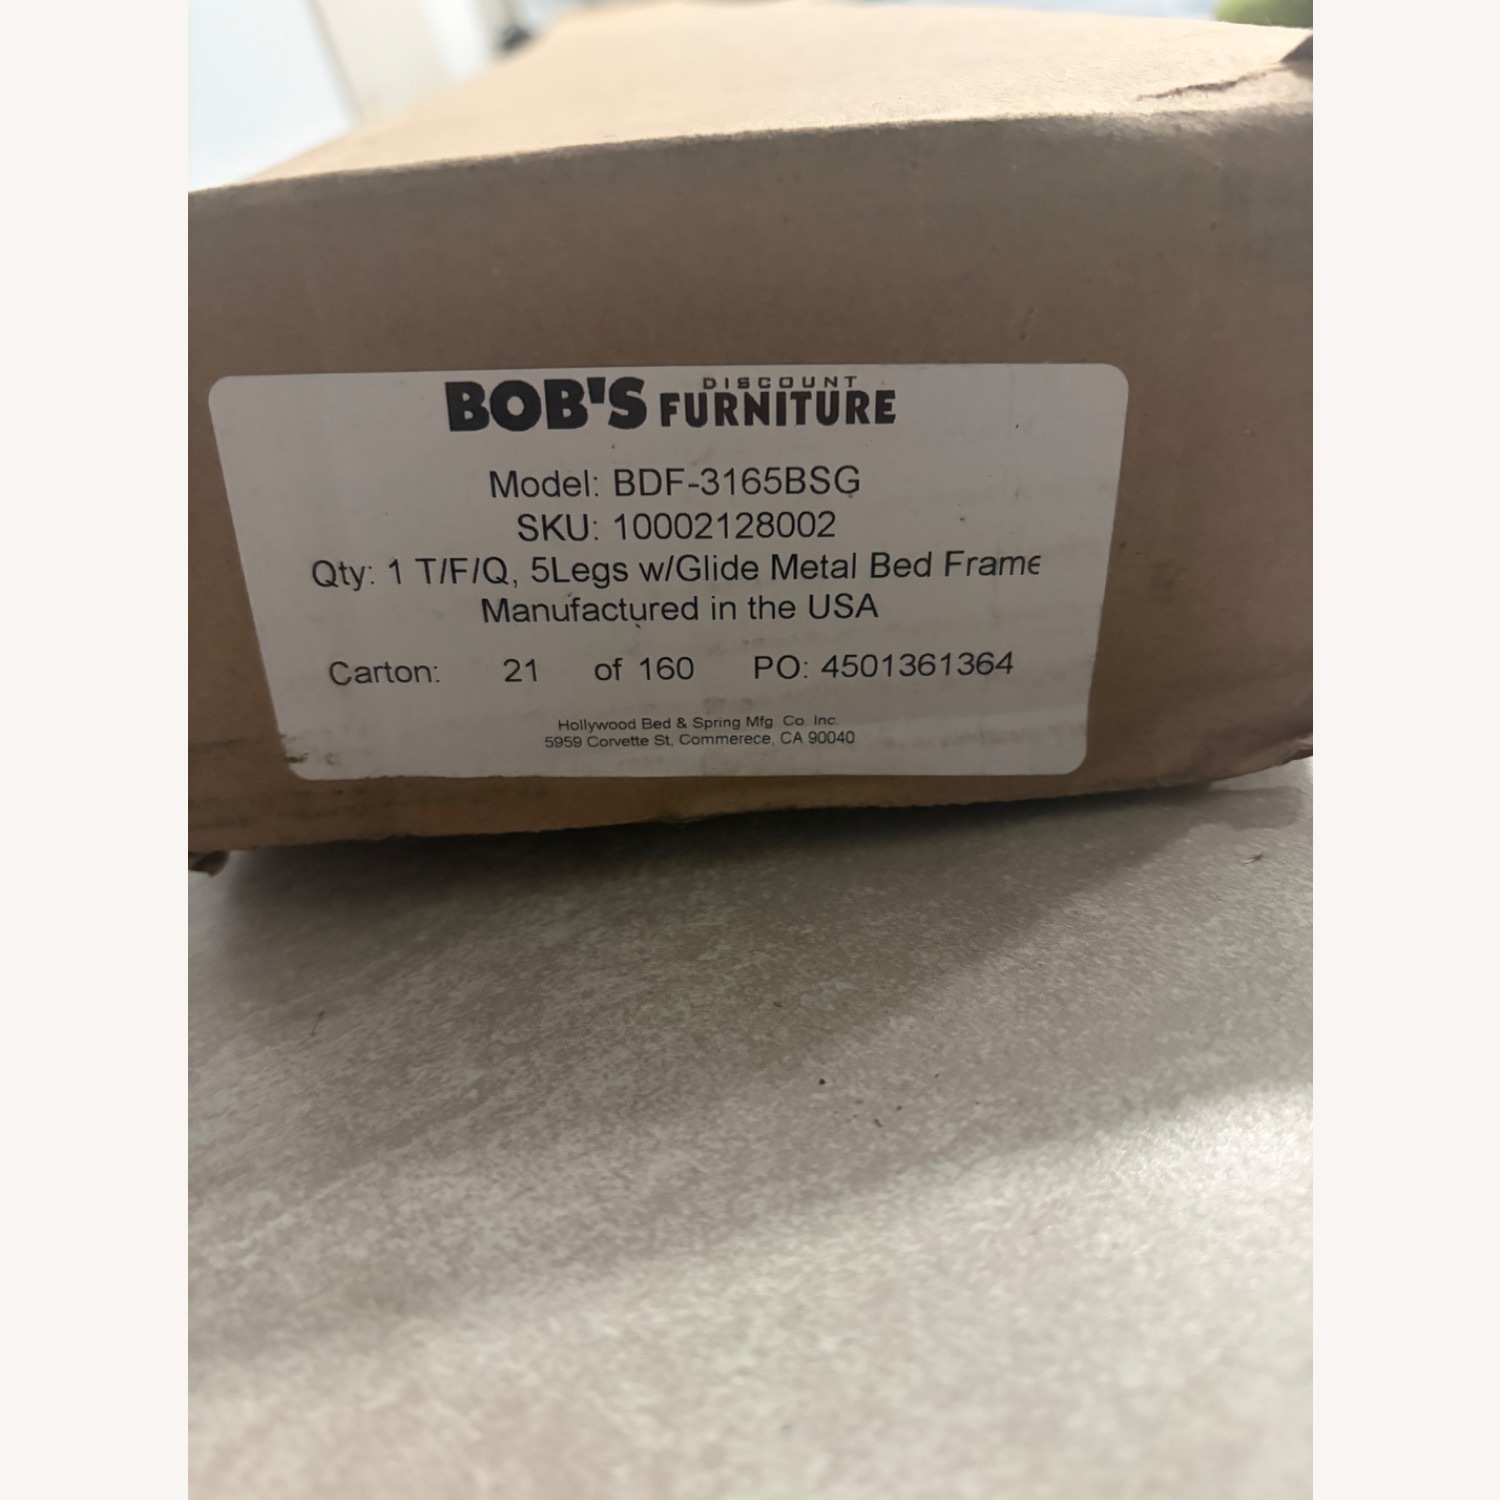 BOB'S DISCOUNT FURNITURE
Model: BDF-3165BSG
SKU: 10002128002
Qty: 1 T/F/Q, 5Legs w/Glide Metal Bed Frame
Manufactured in the USA
Carton: 21 of 160 PO: 4501361364
Hollywood Bed & Spring Mfg. Co. Inc.
5959 Corvette St, Commerece, CA 90040